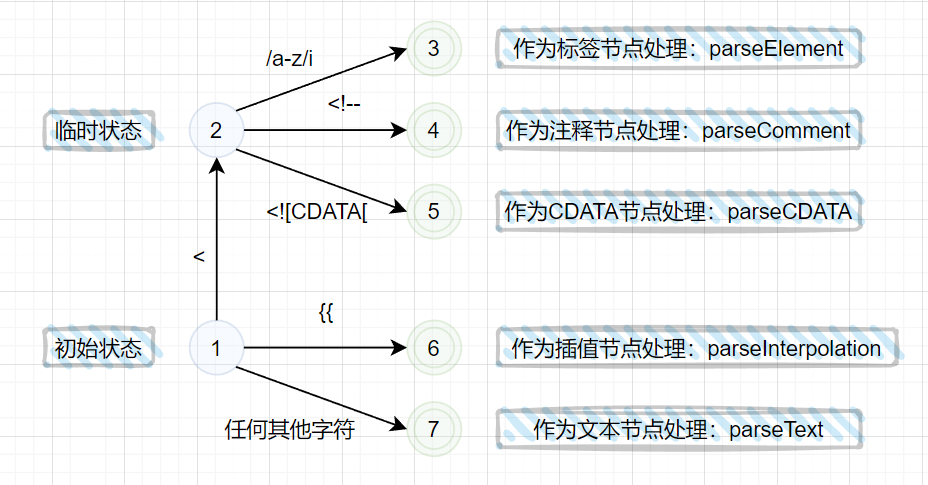 /a-z/i
3
作为标签节点处理：parseElement
<!--
临时状态
2
4
作为注释节点处理：parseComment
<![CDATA[
5
作为CDATA节点处理：parseCDATA
<
{{
初始状态
1
6
作为插值节点处理：parseInterpolation
任何其他字符
7
作为文本节点处理：parseText